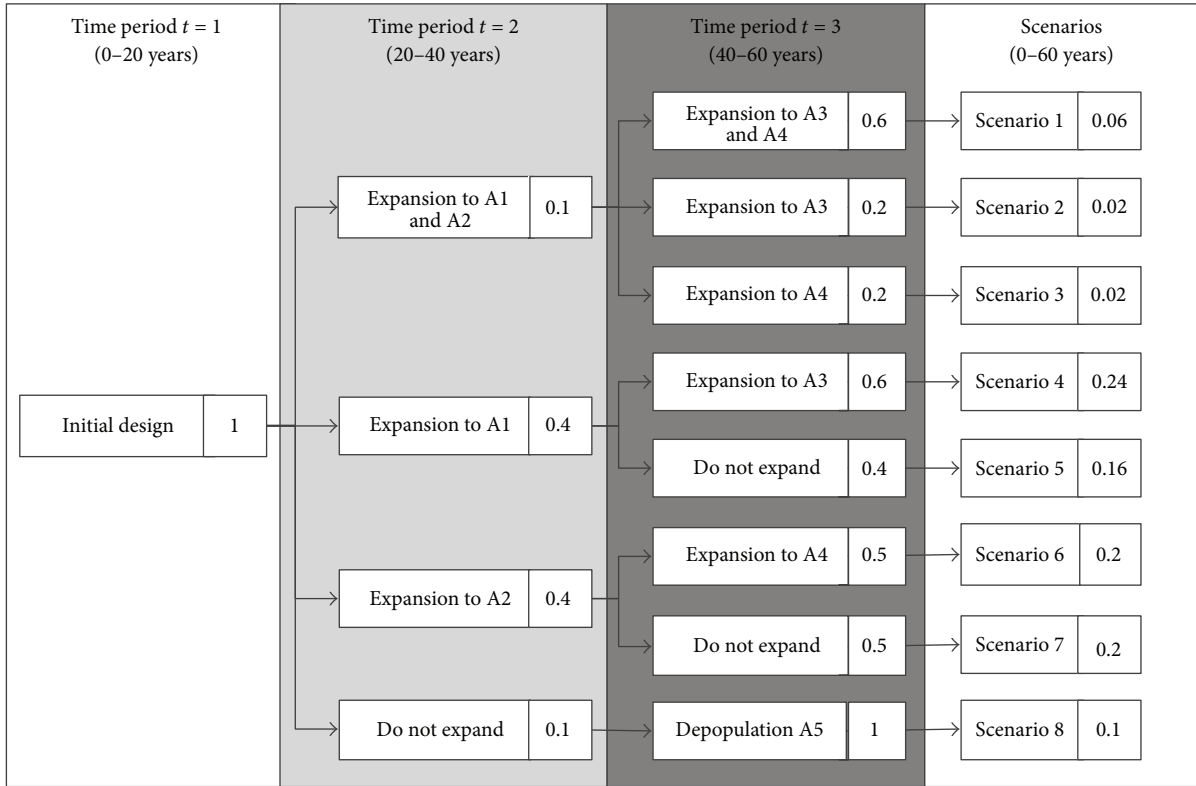 Time period t = 1
(0–20 years)
Time period t = 2
(20–40 years)
Time period t = 3
(40–60 years)
Scenarios
(0–60 years)
Initial design 1
Expansion to A1
and A2 0.1
Expansion to A1 0.4
Expansion to A2 0.4
Do not expand 0.1
Expansion to A3
and A4 0.6
Expansion to A3 0.2
Expansion to A4 0.2
Expansion to A3 0.6
Do not expand 0.4
Expansion to A4 0.5
Do not expand 0.5
Depopulation A5 1
Scenario 1 0.06
Scenario 2 0.02
Scenario 3 0.02
Scenario 4 0.24
Scenario 5 0.16
Scenario 6 0.2
Scenario 7 0.2
Scenario 8 0.1